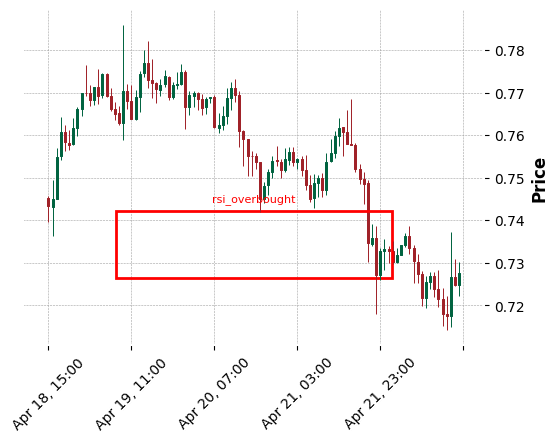 0.78
0.77
0.76
0.75
rsi_overbought
0.74
0.73
0.72
Price
Apr 18, 15:00
Apr 19, 11:00
Apr 20, 07:00
Apr 21, 03:00
Apr 21, 23:00